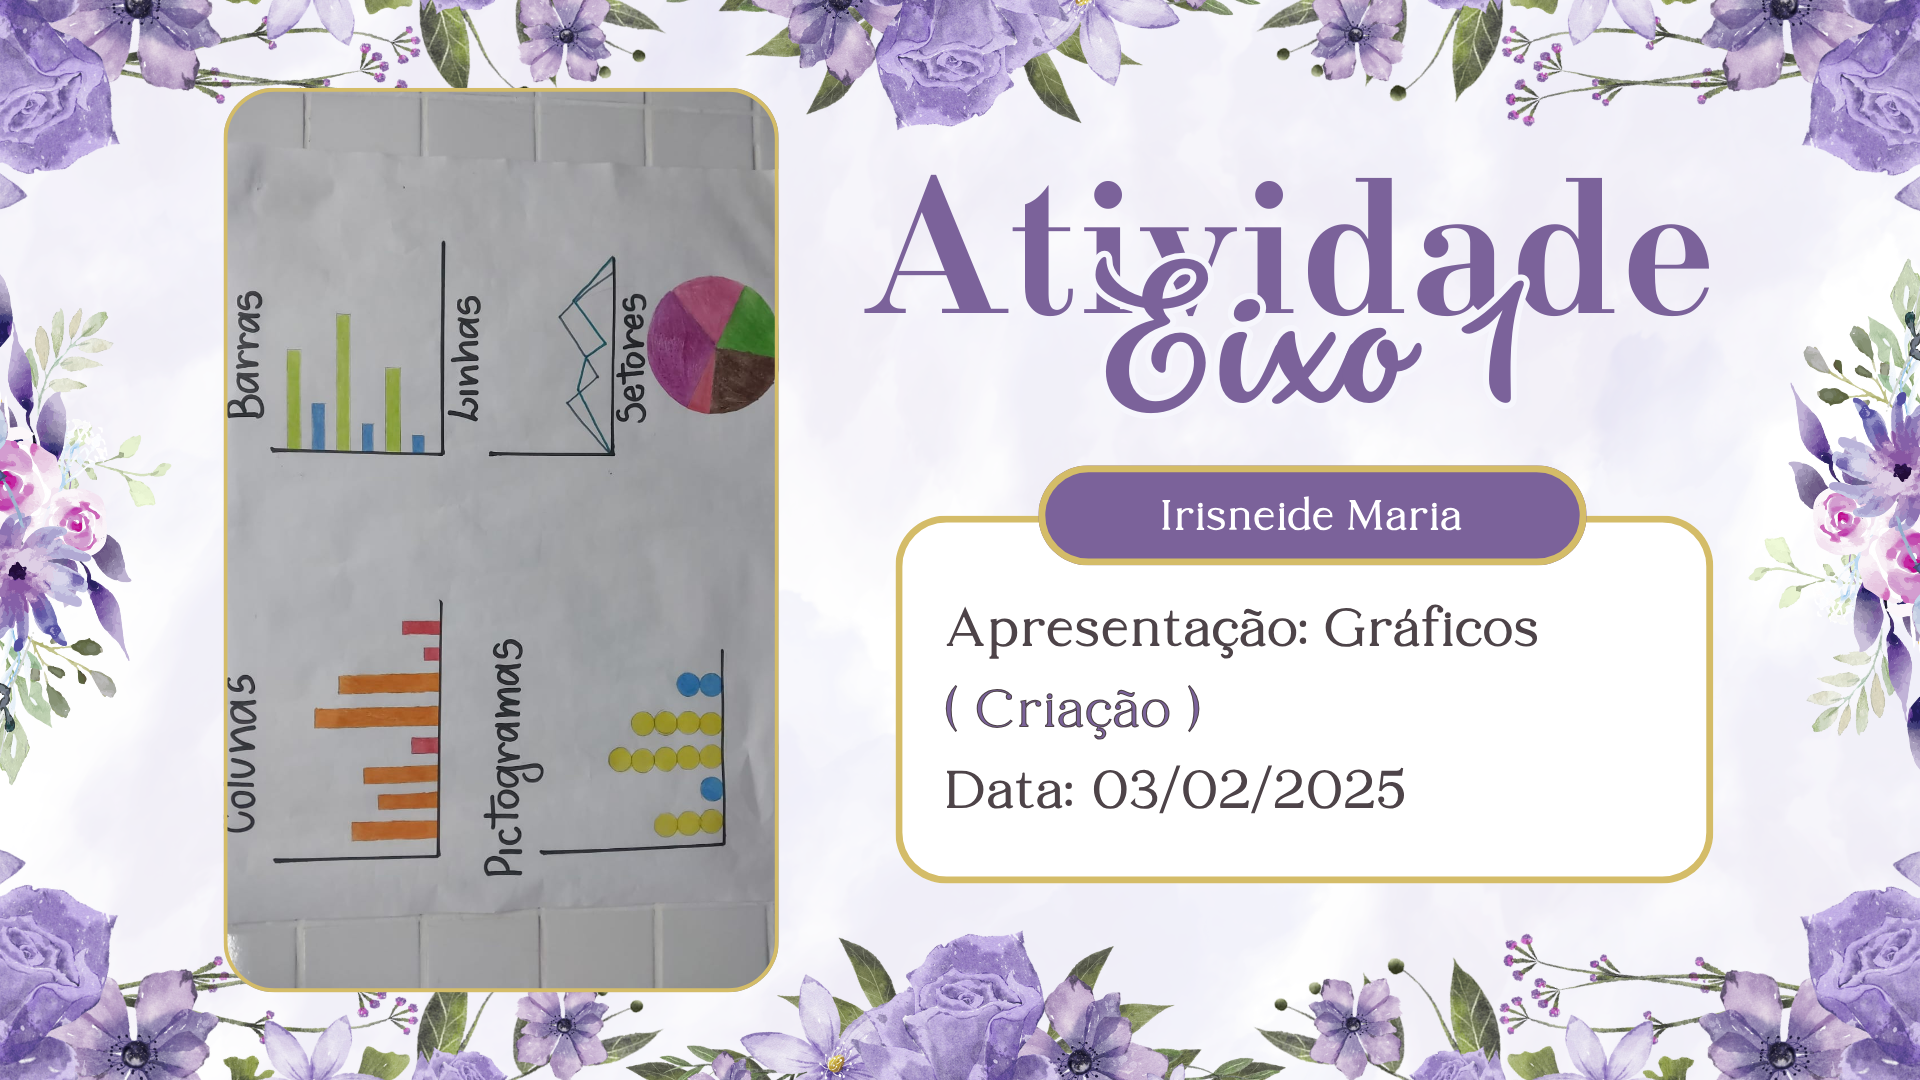 Barras
Linhas
Setores
Colunas
Pictogramas
Atividade
Eixo 1
Irisneide Maria
Apresentação: Gráficos
( Criação )
Data: 03/02/2025